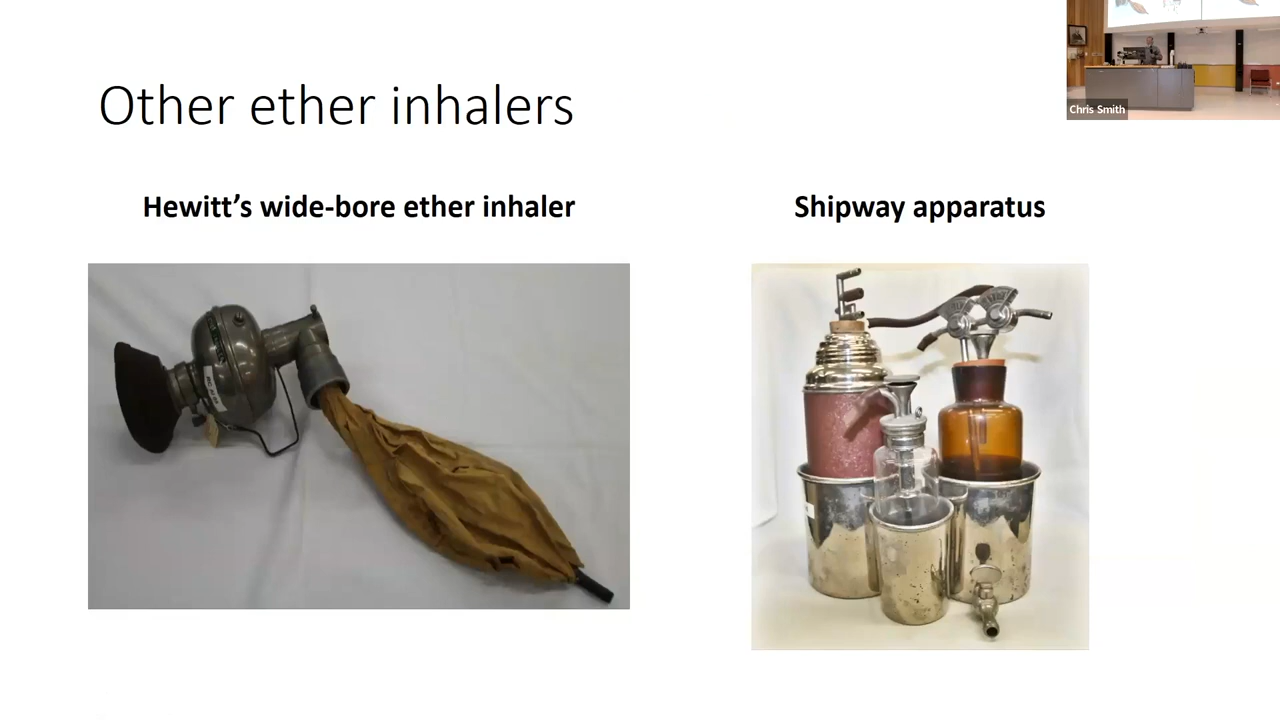 Other ether inhalers
Chris Smith
Hewitt’s wide-bore ether inhaler
Shipway apparatus